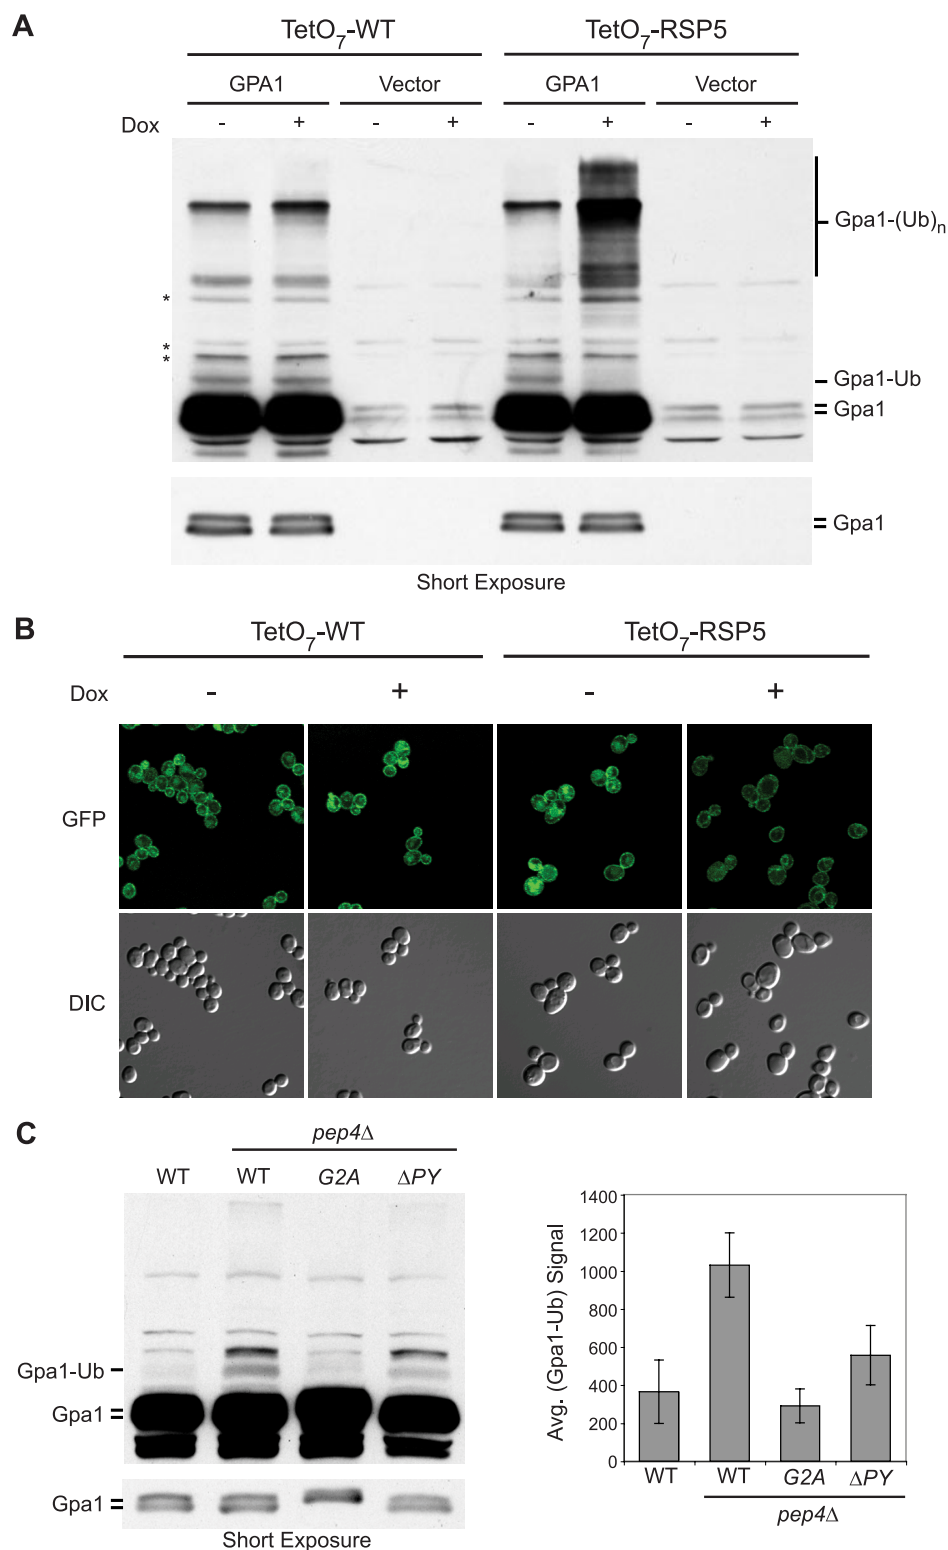 A
TetO7-WT TetO7-RSP5
GPA1 Vector GPA1 Vector
Dox - + - + - + - +
Gpa1-(Ub)n
*
*
*
Gpa1-Ub
Gpa1
Gpa1
Short Exposure
B
TetO7-WT TetO7-RSP5
Dox - + - +
GFP
DIC
C
pep4Δ
WT WT G2A ΔPY
Gpa1-Ub
Gpa1
Gpa1
Short Exposure
Avg. (Gpa1-Ub) Signal
1400
1200
1000
800
600
400
200
0
WT WT G2A ΔPY
pep4Δ